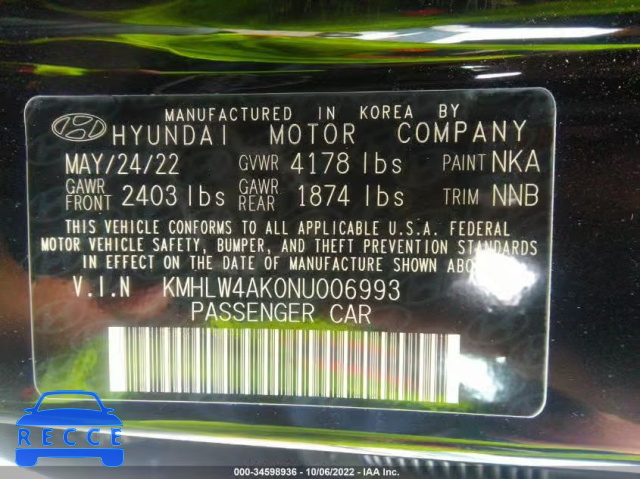 MANUFACTURED IN KOREA BY
HYUNDAI MOTOR COMPANY
MAY/24/22 GVWR 4178 lbs PAINT NKA
GAWR FRONT 2403 lbs GAWR REAR 1874 lbs TRIM NNB
THIS VEHICLE CONFORMS TO ALL APPLICABLE U.S.A. FEDERAL
MOTOR VEHICLE SAFETY, BUMPER, AND THEFT PREVENTION STANDARDS
IN EFFECT ON THE DATE OF MANUFACTURE SHOWN
V.I.N KMHLW4AK0NU006993
PASSENGER CAR
RECCE
000-34598936 - 10/06/2022 - IAA Inc.